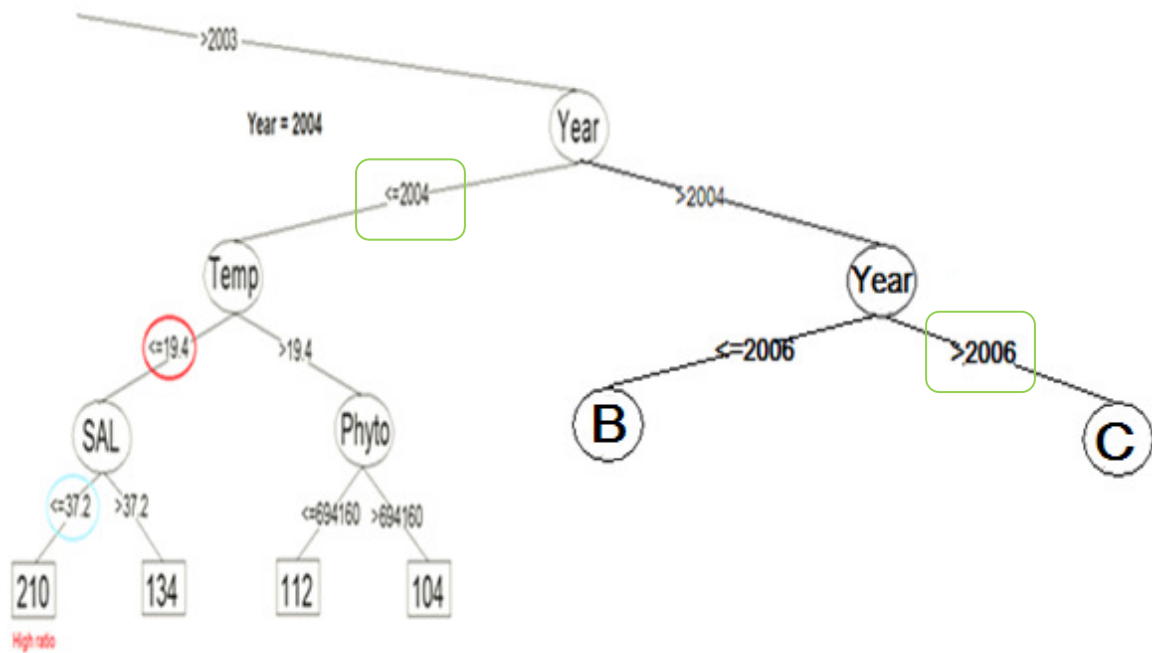 >2003
Year
Year = 2004
<=2004
>2004
Temp
Year
<=19.4
>19.4
<=2006
>2006
SAL
Phyto
B
C
<=37.2
>37.2
<=694160
>694160
210
134
112
104
High ratio